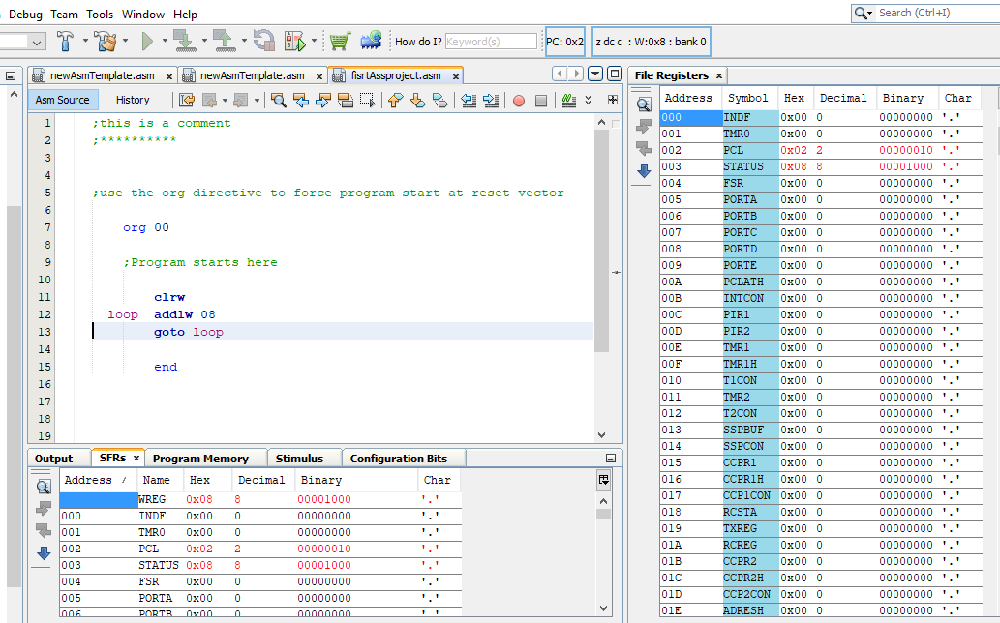 Debug Team Tools Window Help
Search (Ctrl+I)
How do I? Keyword(s) PC: 0x2 z dc c : W:0x8 : bank 0
newAsmTemplate.asm × newAsmTemplate.asm × fisrtAssproject.asm ×
Asm Source History
1 ;this is a comment
2 ;**********
3
4
5 ;use the org directive to force program start at reset vector
6
7 org 00
8
9 ;Program starts here
10
11 clrw
12 loop addlw 08
13 goto loop
14
15 end
16
17
18
19
Output SFRs × Program Memory Stimulus Configuration Bits
Address / Name Hex Decimal Binary Char
WREG 0x08 8 00001000 '.'
000 INDF 0x00 0 00000000 '.'
001 TMR0 0x00 0 00000000 '.'
002 PCL 0x02 2 00000010 '.'
003 STATUS 0x08 8 00001000 '.'
004 FSR 0x00 0 00000000 '.'
005 PORTA 0x00 0 00000000 '.'
006 PORTB 0x00 0 00000000 '.'
File Registers ×
Address Symbol Hex Decimal Binary Char
000 INDF 0x00 0 00000000 '.'
001 TMR0 0x00 0 00000000 '.'
002 PCL 0x02 2 00000010 '.'
003 STATUS 0x08 8 00001000 '.'
004 FSR 0x00 0 00000000 '.'
005 PORTA 0x00 0 00000000 '.'
006 PORTB 0x00 0 00000000 '.'
007 PORTC 0x00 0 00000000 '.'
008 PORTD 0x00 0 00000000 '.'
009 PORTE 0x00 0 00000000 '.'
00A PCLATH 0x00 0 00000000 '.'
00B INTCON 0x00 0 00000000 '.'
00C PIR1 0x00 0 00000000 '.'
00D PIR2 0x00 0 00000000 '.'
00E TMR1 0x00 0 00000000 '.'
00F TMR1H 0x00 0 00000000 '.'
010 T1CON 0x00 0 00000000 '.'
011 TMR2 0x00 0 00000000 '.'
012 T2CON 0x00 0 00000000 '.'
013 SSPBUF 0x00 0 00000000 '.'
014 SSPCON 0x00 0 00000000 '.'
015 CCPR1 0x00 0 00000000 '.'
016 CCPR1H 0x00 0 00000000 '.'
017 CCP1CON 0x00 0 00000000 '.'
018 RCSTA 0x00 0 00000000 '.'
019 TXREG 0x00 0 00000000 '.'
01A RCREG 0x00 0 00000000 '.'
01B CCPR2 0x00 0 00000000 '.'
01C CCPR2H 0x00 0 00000000 '.'
01D CCP2CON 0x00 0 00000000 '.'
01E ADRESH 0x00 0 00000000 '.'